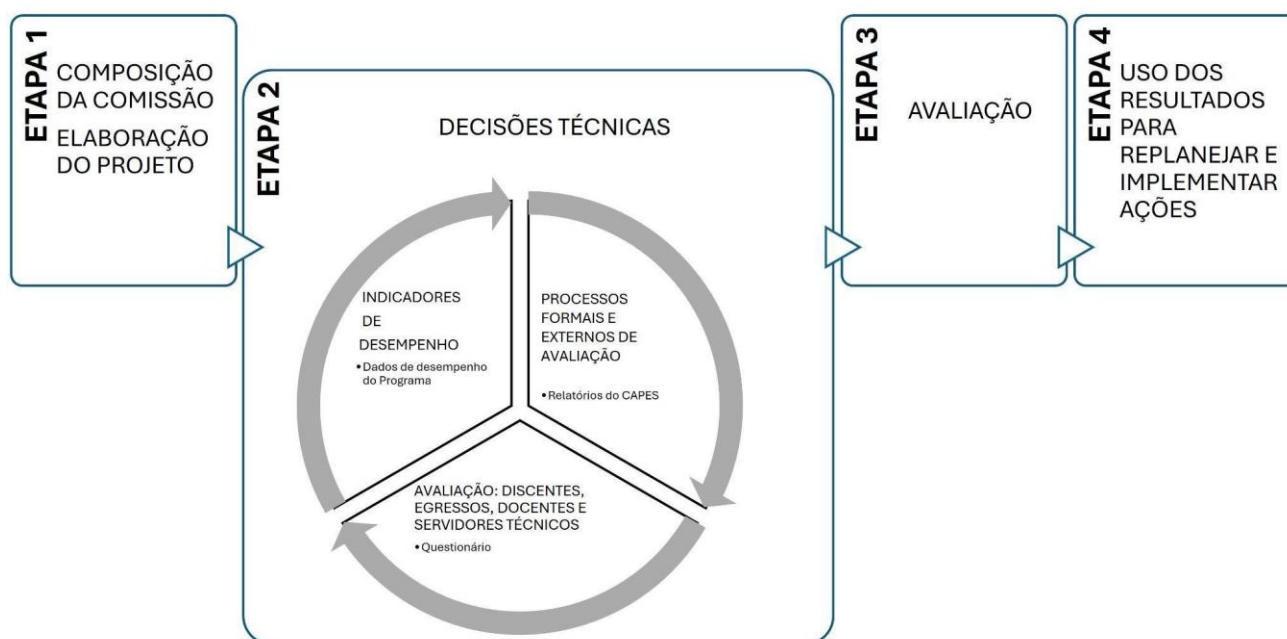 ETAPA 1
COMPOSIÇÃO
DA COMISSÃO
ELABORAÇÃO
DO PROJETO
ETAPA 2
DECISÕES TÉCNICAS
INDICADORES
DE
DESEMPENHO
• Dados de desempenho
do Programa
PROCESSOS
FORMAIS E
EXTERNOS DE
AVALIAÇÃO
• Relatórios do CAPES
AVALIAÇÃO: DISCENTES,
EGRESSOS, DOCENTES E
SERVIDORES TÉCNICOS
• Questionário
ETAPA 3
AVALIAÇÃO
ETAPA 4
USO DOS
RESULTADOS
PARA
REPLANEJAR E
IMPLEMENTAR
AÇÕES